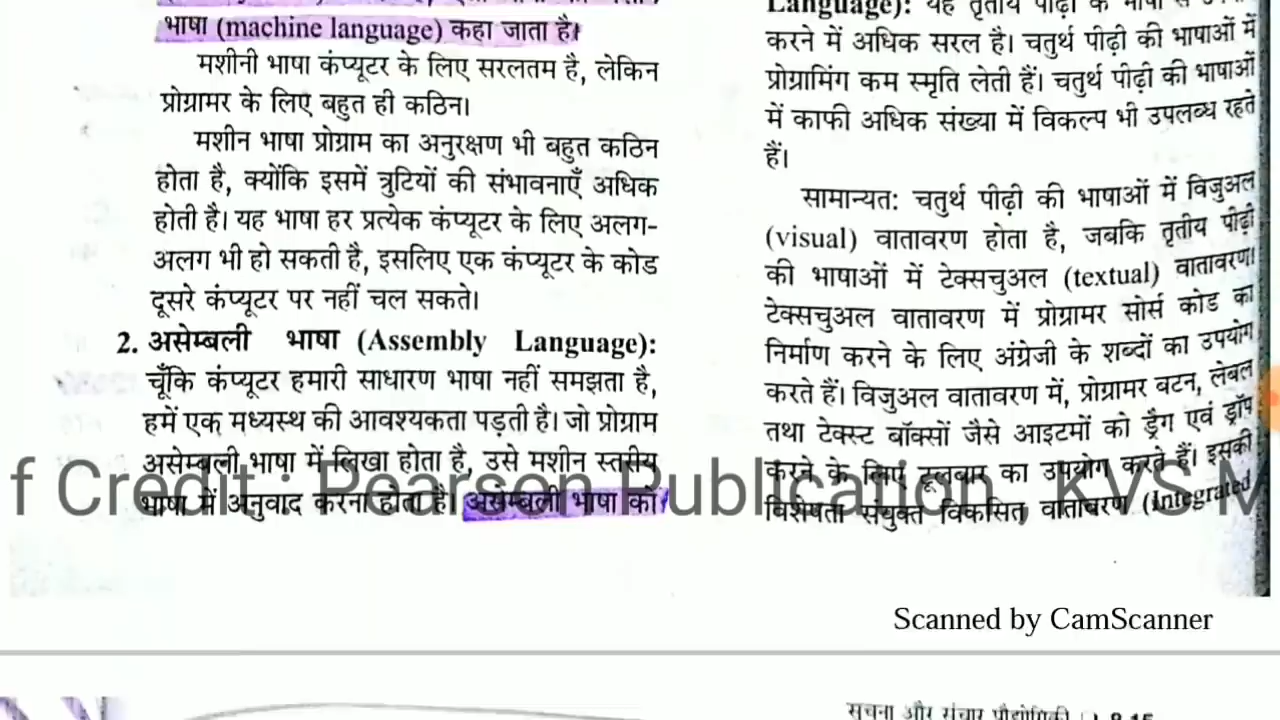 भाषा (machine language) कहा जाता है।
मशीनी भाषा कंप्यूटर के लिए सरलतम है, लेकिन
प्रोग्रामर के लिए बहुत ही कठिन।
मशीन भाषा प्रोग्राम का अनुरक्षण भी बहुत कठिन
होता है, क्योंकि इसमें त्रुटियों की संभावनाएँ अधिक
होती है। यह भाषा हर प्रत्येक कंप्यूटर के लिए अलग-
अलग भी हो सकती है, इसलिए एक कंप्यूटर के कोड
दूसरे कंप्यूटर पर नहीं चल सकते।
2. असेम्बली भाषा (Assembly Language):
चूँकि कंप्यूटर हमारी साधारण भाषा नहीं समझता है,
हमें एक मध्यस्थ की आवश्यकता पड़ती है। जो प्रोग्राम
असेम्बली भाषा में लिखा होता है, उसे मशीन स्तरीय
भाषा में अनुवाद करना होता है। असेम्बली भाषा को
Language): यह तृतीय पीढ़ी के भाषा से
करने में अधिक सरल है। चतुर्थ पीढ़ी की भाषाओं में
प्रोग्रामिंग कम स्मृति लेती हैं। चतुर्थ पीढ़ी की भाषाओं
में काफी अधिक संख्या में विकल्प भी उपलब्ध रहते
हैं।
सामान्यत: चतुर्थ पीढ़ी की भाषाओं में विजुअल
(visual) वातावरण होता है, जबकि तृतीय पीढ़ी
की भाषाओं में टेक्सचुअल (textual) वातावरण।
टेक्सचुअल वातावरण में प्रोग्रामर सोर्स कोड का
निर्माण करने के लिए अंग्रेजी के शब्दों का उपयोग
करते हैं। विजुअल वातावरण में, प्रोग्रामर बटन, लेबल
तथा टेक्स्ट बॉक्सों जैसे आइटमों को ड्रैग एवं ड्रॉप
करने के लिए टूलबार का उपयोग करते हैं। इसकी
विशेषता संयुक्त विकसित वातावरण (Integrated
f Credit : Pearson Publication , KVS M
Scanned by CamScanner
सूचना और संचार प्रौद्योगिकी | 8.15